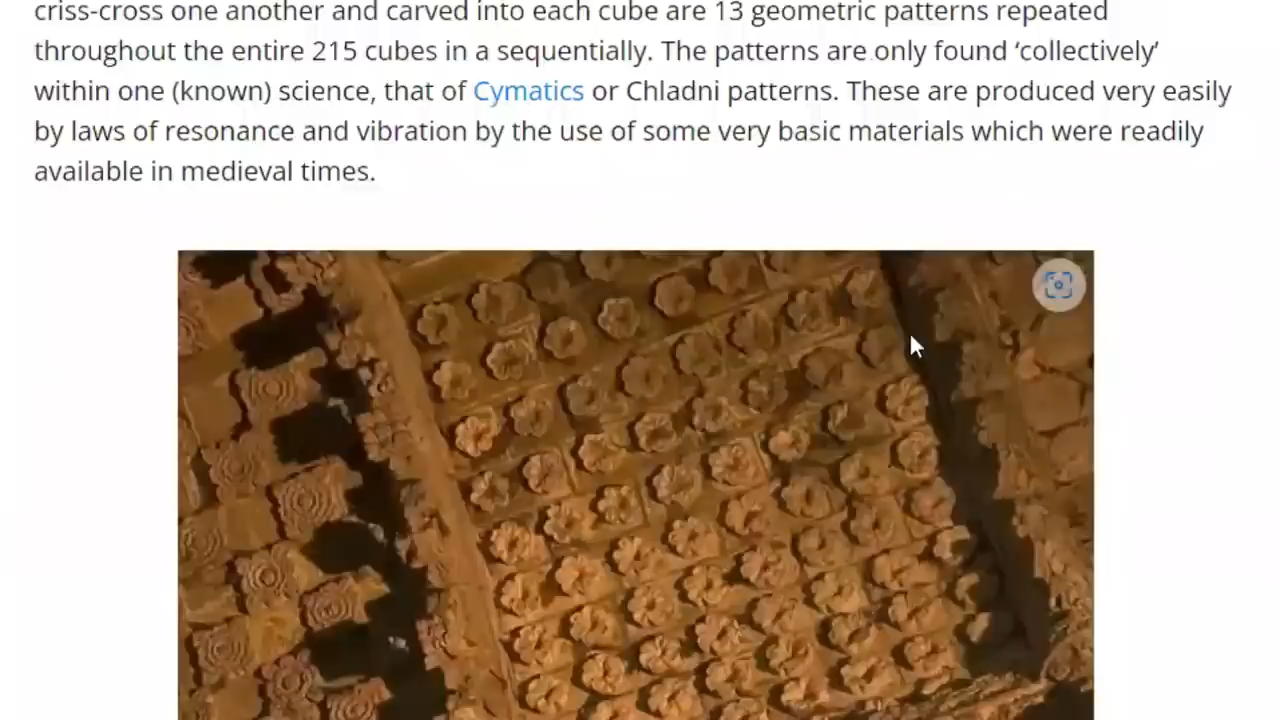 criss-cross one another and carved into each cube are 13 geometric patterns repeated
throughout the entire 215 cubes in a sequentially. The patterns are only found ‘collectively’
within one (known) science, that of Cymatics or Chladni patterns. These are produced very easily
by laws of resonance and vibration by the use of some very basic materials which were readily
available in medieval times.